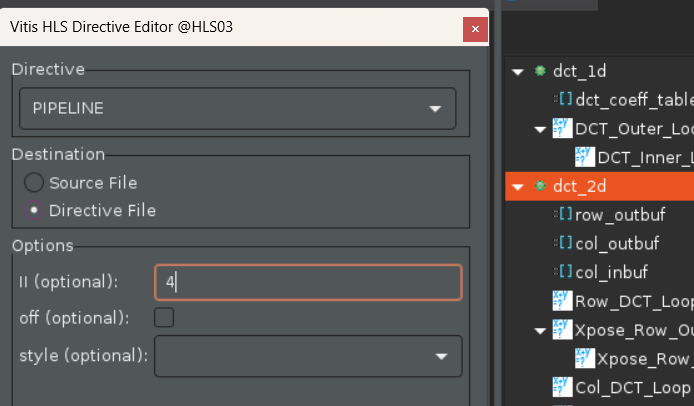 Vitis HLS Directive Editor @HLS03
Directive
PIPELINE
Destination
Source File
Directive File
Options
II (optional):
4
off (optional):
style (optional):
dct_1d
dct_coeff_table
DCT_Outer_Loo
DCT_Inner_L
dct_2d
row_outbuf
col_outbuf
col_inbuf
Row_DCT_Loop
Xpose_Row_Ou
Xpose_Row_
Col_DCT_Loop